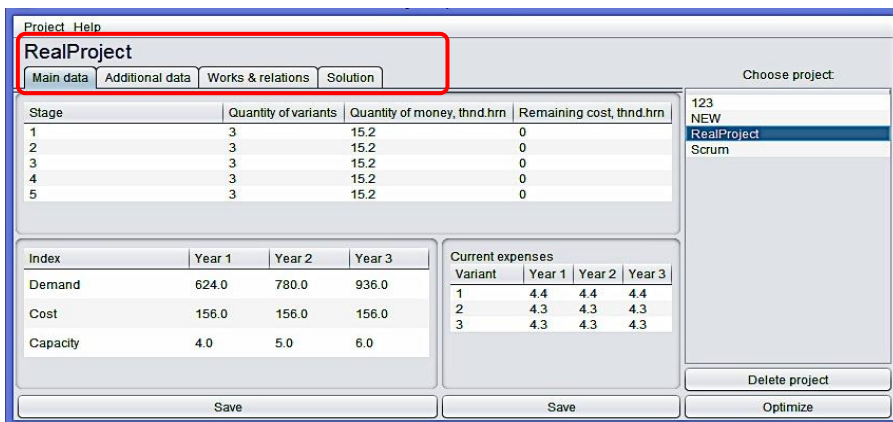 Project Help
RealProject
Main data Additional data Works & relations Solution
Choose project:
Stage Quantity of variants Quantity of money, thnd.hrn Remaining cost, thnd.hrn
1 3 15.2 0
2 3 15.2 0
3 3 15.2 0
4 3 15.2 0
5 3 15.2 0
123
NEW
RealProject
Scrum
Index Year 1 Year 2 Year 3
Demand 624.0 780.0 936.0
Cost 156.0 156.0 156.0
Capacity 4.0 5.0 6.0
Current expenses
Variant Year 1 Year 2 Year 3
1 4.4 4.4 4.4
2 4.3 4.3 4.3
3 4.3 4.3 4.3
Delete project
Save
Save
Optimize